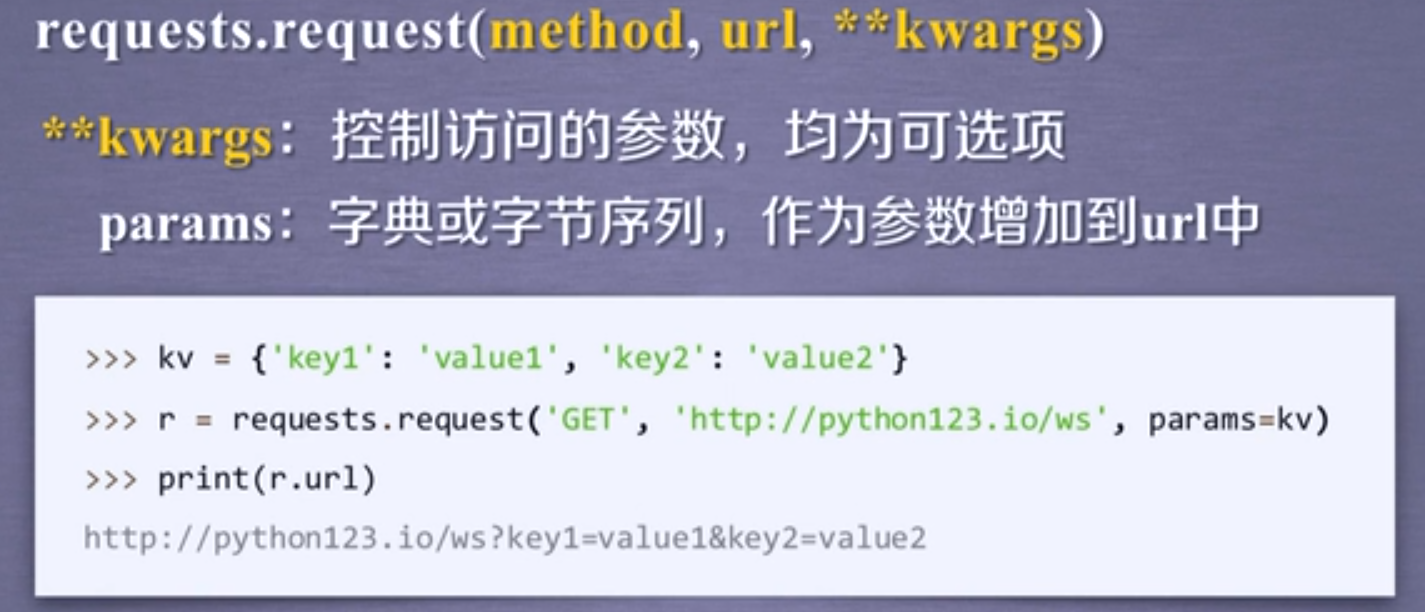 requests.request(method, url, **kwargs)
**kwargs：控制访问的参数，均为可选项
params：字典或字节序列，作为参数增加到url中
>>> kv = {'key1': 'value1', 'key2': 'value2'}
>>> r = requests.request('GET', 'http://python123.io/ws', params=kv)
>>> print(r.url)
http://python123.io/ws?key1=value1&key2=value2